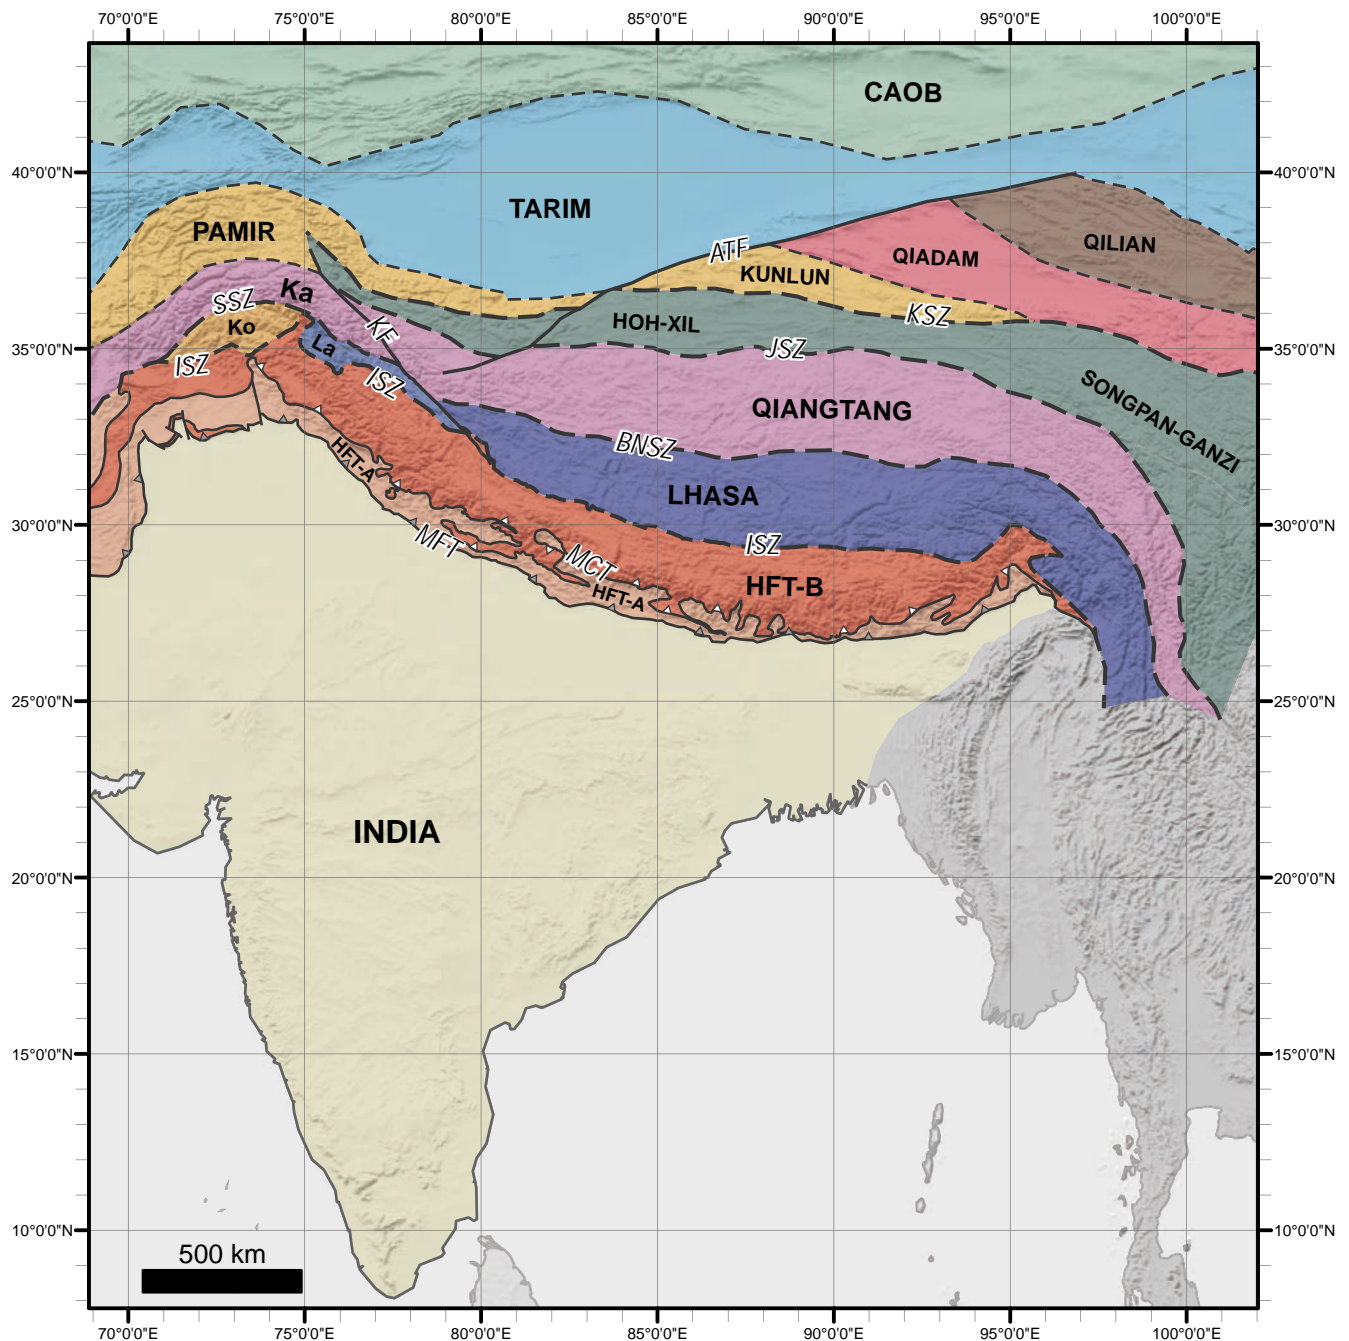 70°0'0"E 75°0'0"E 80°0'0"E 85°0'0"E 90°0'0"E 95°0'0"E 100°0'0"E
CAOB
40°0'0"N 40°0'0"N
TARIM
PAMIR
ATF
QIADAM
QILIAN
KUNLUN
Ka
SSZ
Ko
KF
HOH-XIL
KSZ
35°0'0"N 35°0'0"N
La
JSZ
ISZ
ISZ
SONGPAN-GANZI
QIANGTANG
BNSZ
HFT-A
LHASA
30°0'0"N 30°0'0"N
MFT
ISZ
MCT
HFT-B
HFT-A
25°0'0"N 25°0'0"N
INDIA
20°0'0"N 20°0'0"N
15°0'0"N 15°0'0"N
10°0'0"N 10°0'0"N
500 km
70°0'0"E 75°0'0"E 80°0'0"E 85°0'0"E 90°0'0"E 95°0'0"E 100°0'0"E